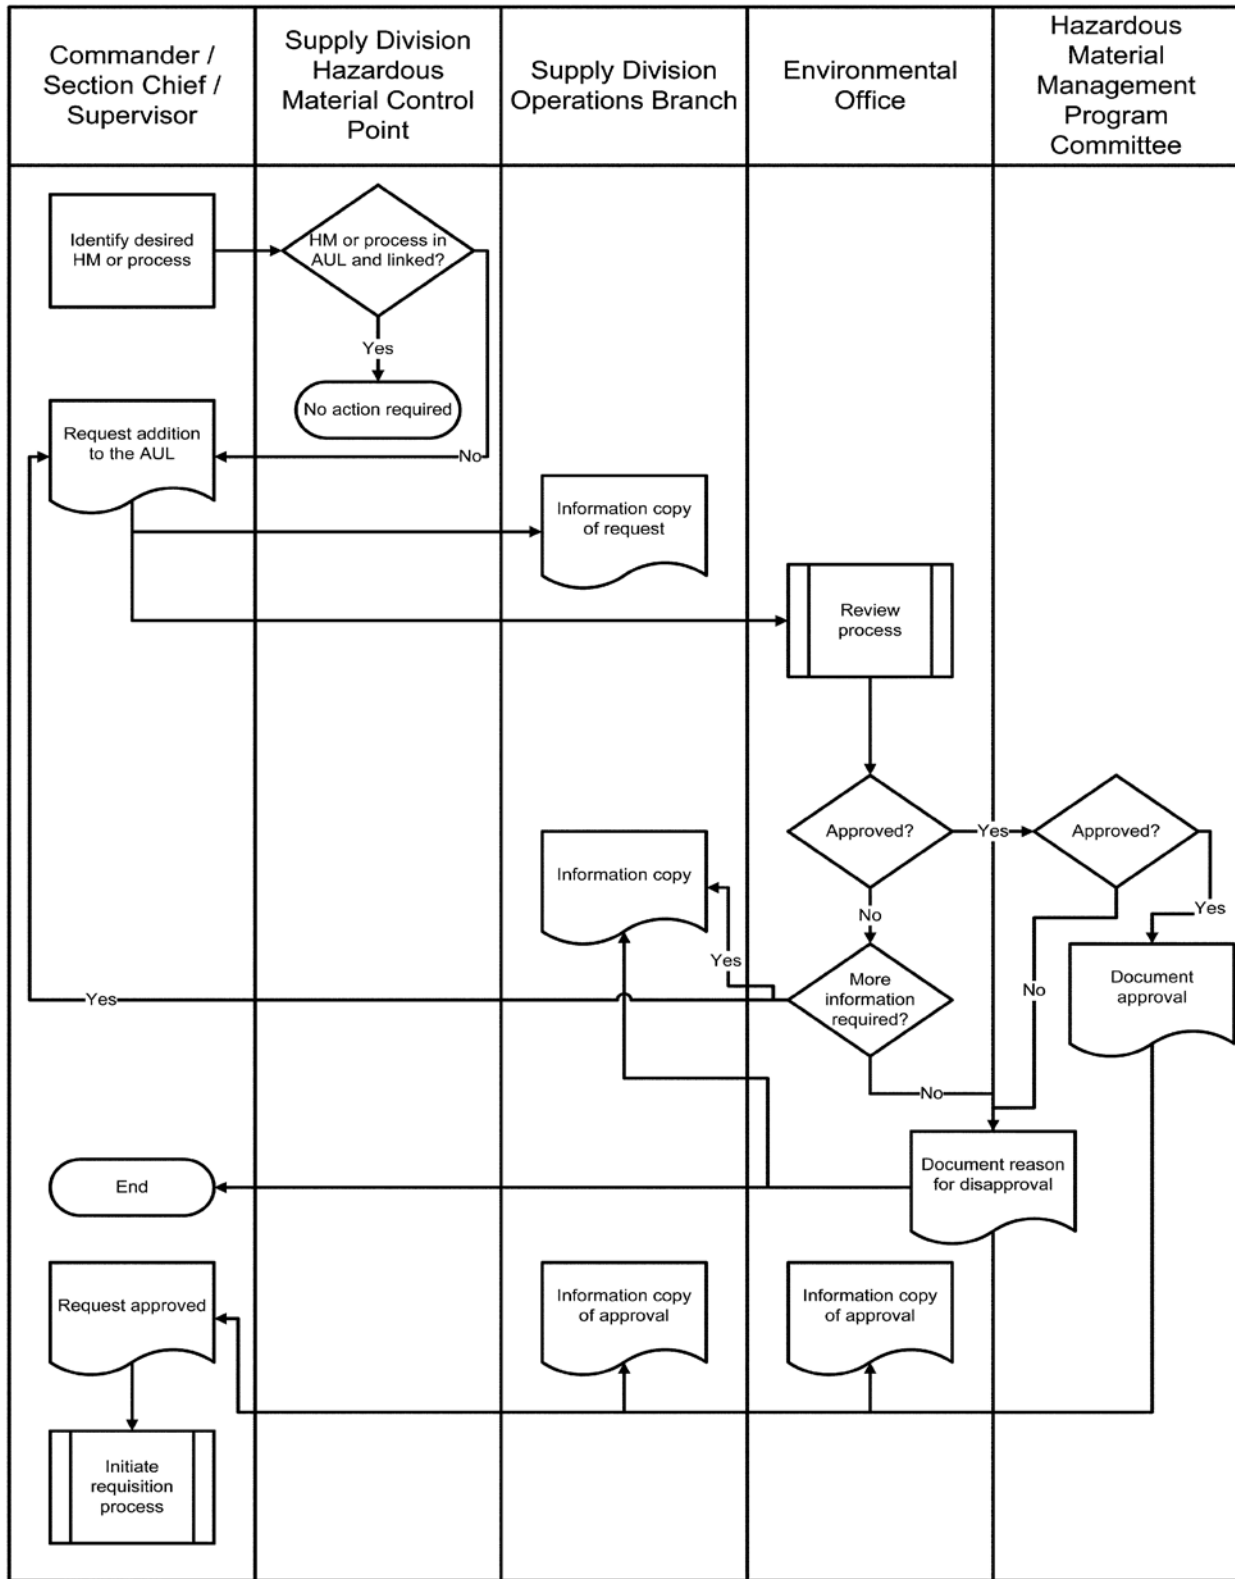 Commander /
Section Chief /
Supervisor
Supply Division
Hazardous
Material Control
Point
Supply Division
Operations Branch
Environmental
Office
Hazardous
Material
Management
Program
Committee
Identify desired
HM or process
HM or process in
AUL and linked?
Yes
No action required
Request addition
to the AUL
No
Information copy
of request
Review
process
Approved?
Yes
Approved?
Information copy
No
Yes
Yes
More
information
required?
Yes
No
Document
approval
No
Document reason
for disapproval
End
Request approved
Information copy
of approval
Information copy
of approval
Initiate
requisition
process